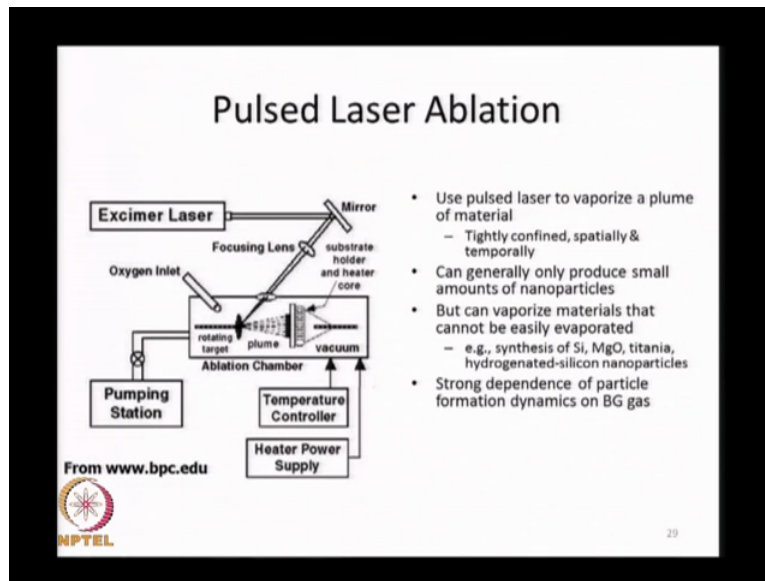 Pulsed Laser Ablation
Excimer Laser
Mirror
Focusing Lens
substrate
holder
and heater
core
Oxygen Inlet
rotating
target
plume
vacuum
Ablation Chamber
Pumping
Station
Temperature
Controller
Heater Power
Supply
From www.bpc.edu
• Use pulsed laser to vaporize a plume
of material
– Tightly confined, spatially &
temporally
• Can generally only produce small
amounts of nanoparticles
• But can vaporize materials that
cannot be easily evaporated
– e.g., synthesis of Si, MgO, titania,
hydrogenated-silicon nanoparticles
• Strong dependence of particle
formation dynamics on BG gas
NPTEL
29